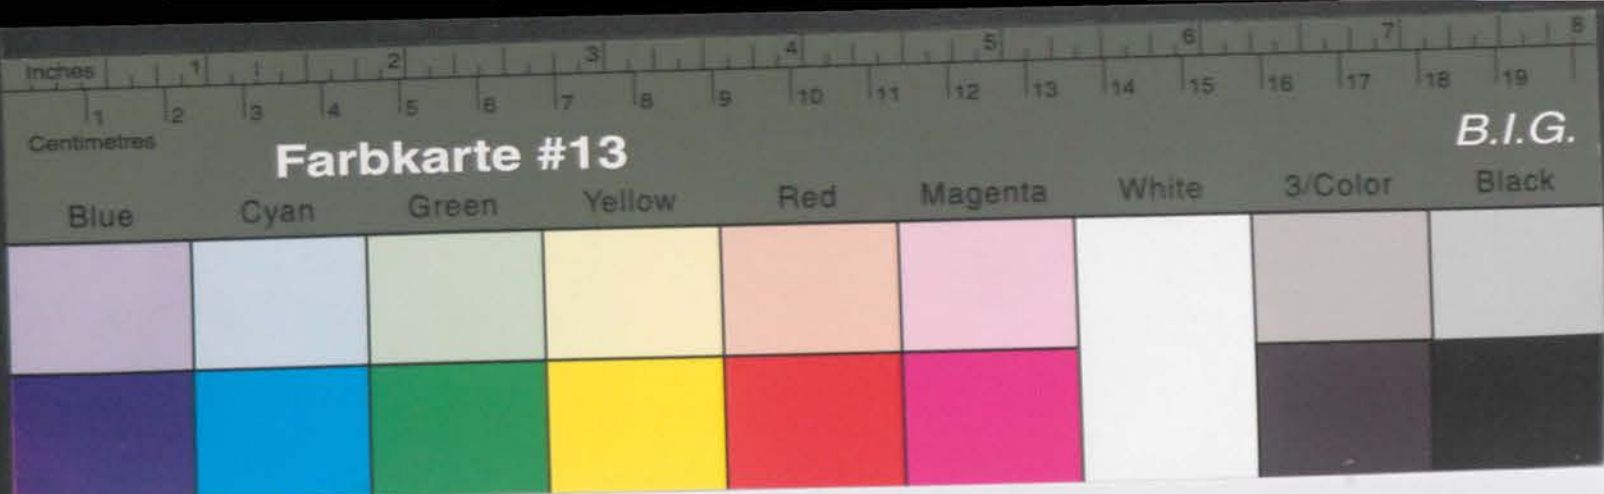 Inches 1 2 3 4 5 6 7 8
1 2 3 4 5 6 7 8 9 10 11 12 13 14 15 16 17 18 19
Centimetres
Farbkarte #13
B.I.G.
Blue Cyan Green Yellow Red Magenta White 3/Color Black